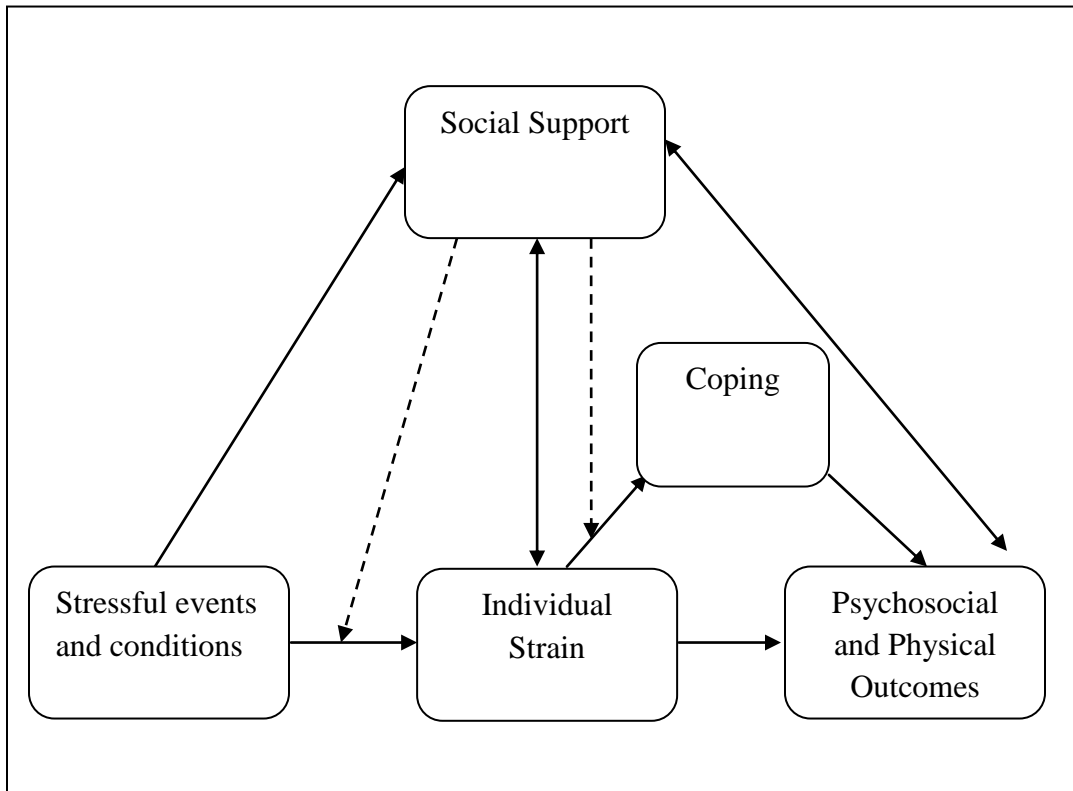 Social Support
Coping
Stressful events
and conditions
Individual
Strain
Psychosocial
and Physical
Outcomes